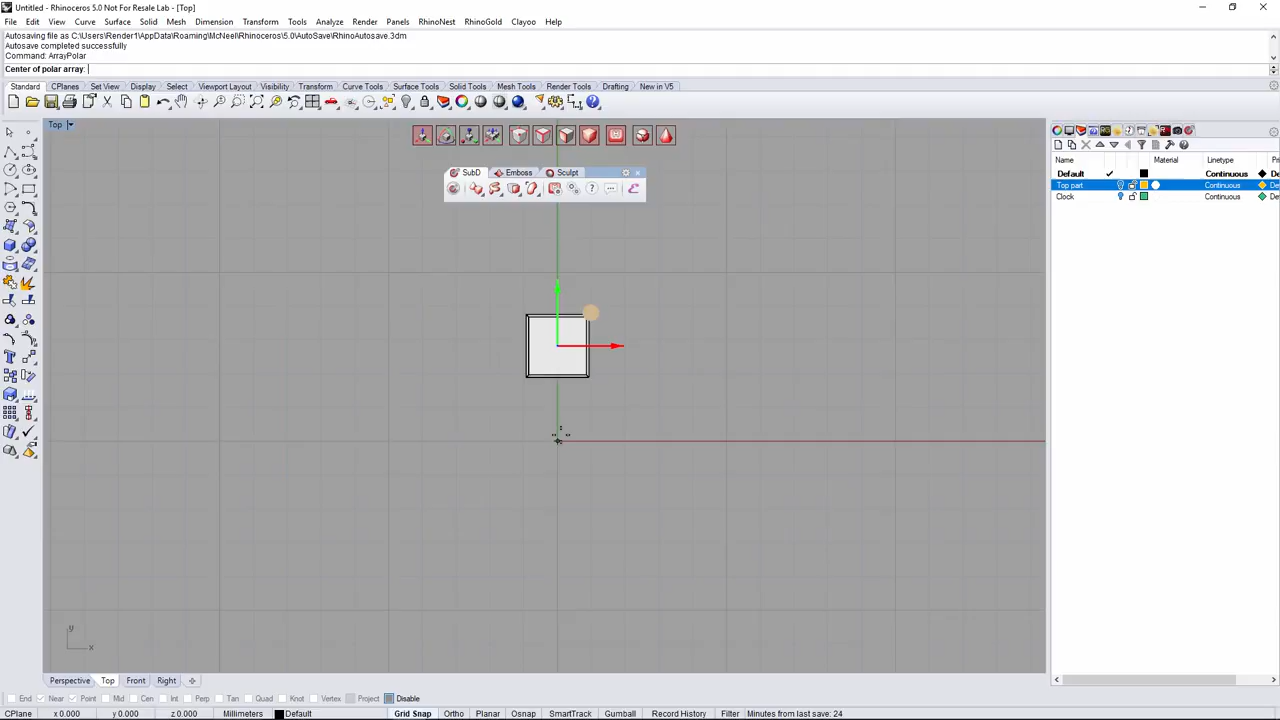 Untitled - Rhinoceros 5.0 Not For Resale Lab - [Top]
File Edit View Curve Surface Solid Mesh Dimension Transform Tools Analyze Render Panels RhinoNest RhinoGold Clayoo Help
Autosaving file as C:\Users\Render1\AppData\Roaming\McNeel\Rhinoceros\5.0\AutoSave\RhinoAutosave.3dm
Autosave completed successfully
Command: ArrayPolar
Center of polar array:
Standard CPlanes Set View Display Select Viewport Layout Visibility Transform Curve Tools Surface Tools Solid Tools Mesh Tools Render Tools Drafting New in V5
Top
SubD Emboss Sculpt
Name Material Linetype
Default Continuous
Top part Continuous
Clock Continuous
y
x
Perspective Top Front Right
End Near Point Mid Cen Int Perp Tan Quad Knot Vertex Project Disable
CPlane x 0.000 y 0.000 z 0.000 Millimeters Default Grid Snap Ortho Planar Osnap SmartTrack Gumball Record History Filter Minutes from last save: 24